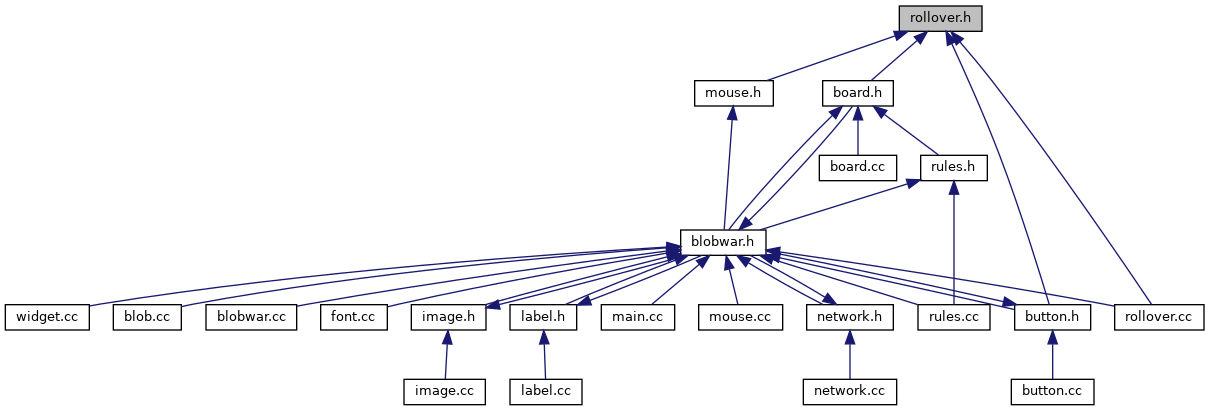 rollover.h
mouse.h
board.h
board.cc
rules.h
blobwar.h
widget.cc
blob.cc
blobwar.cc
font.cc
image.h
label.h
main.cc
mouse.cc
network.h
rules.cc
button.h
rollover.cc
image.cc
label.cc
network.cc
button.cc